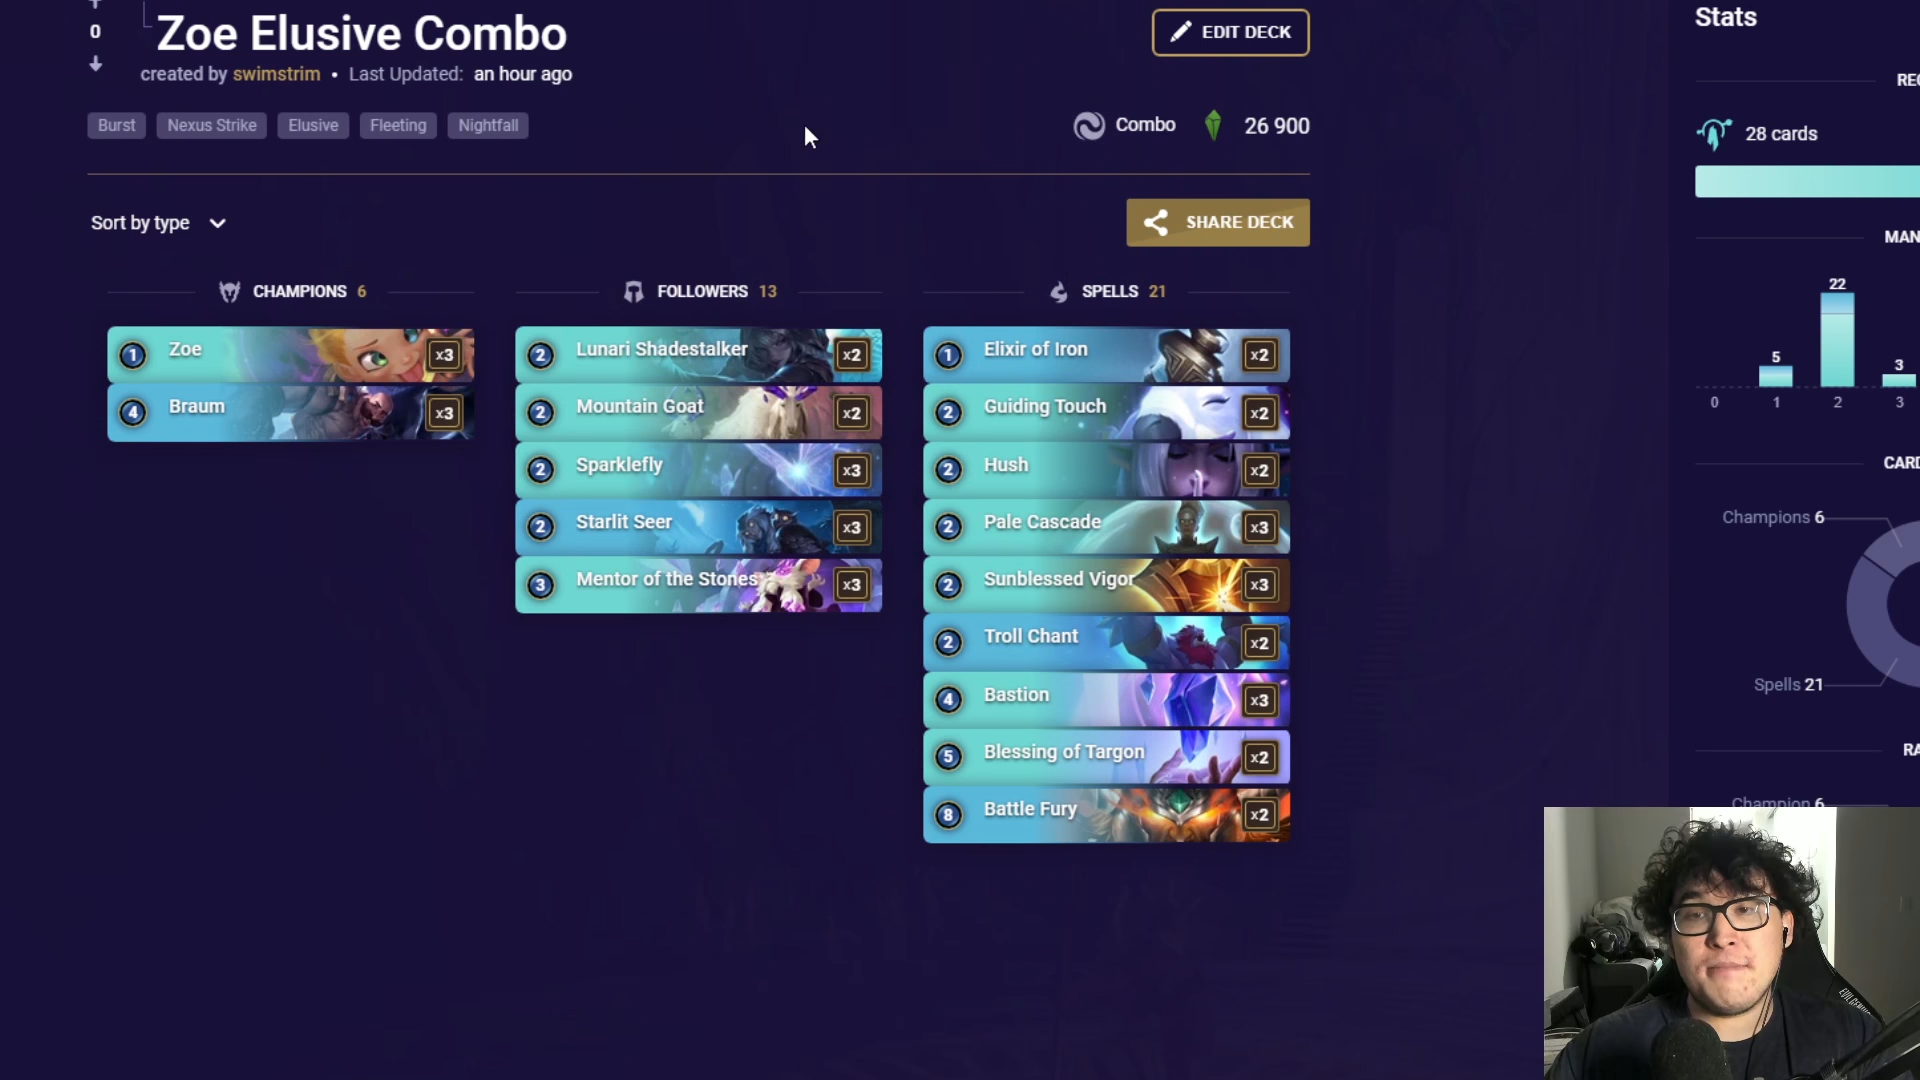 Zoe Elusive Combo
0
created by swimstrim • Last Updated: an hour ago
EDIT DECK
Burst Nexus Strike Elusive Fleeting Nightfall
Combo 26 900
Sort by type
SHARE DECK
CHAMPIONS 6
1 Zoe x3
4 Braum x3
FOLLOWERS 13
2 Lunari Shadestalker x2
2 Mountain Goat x2
2 Sparklefly x3
2 Starlit Seer x3
3 Mentor of the Stones x3
SPELLS 21
1 Elixir of Iron x2
2 Guiding Touch x2
2 Hush x2
2 Pale Cascade x3
2 Sunblessed Vigor x3
2 Troll Chant x2
4 Bastion x3
5 Blessing of Targon x2
8 Battle Fury x2
Stats
REG
28 cards
MAN
5 22 3
0 1 2 3
CARD
Champions 6
Spells 21
RA
Champion 6